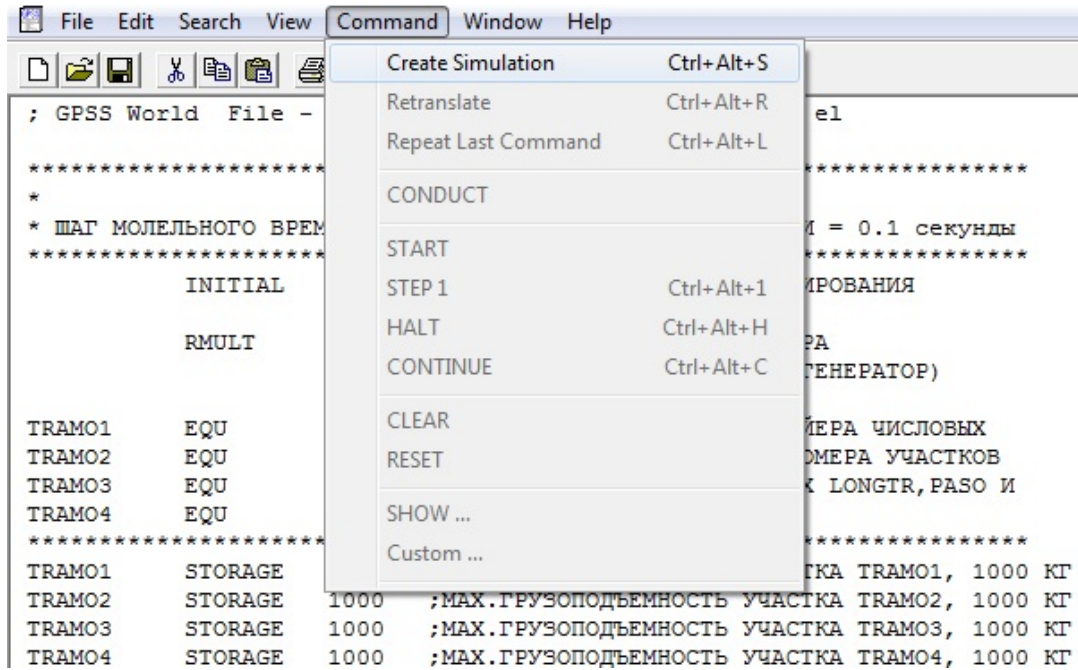 File Edit Search View Command Window Help
Create Simulation Ctrl+Alt+S
Retranslate Ctrl+Alt+R
Repeat Last Command Ctrl+Alt+L
CONDUCT
START
STEP 1 Ctrl+Alt+1
HALT Ctrl+Alt+H
CONTINUE Ctrl+Alt+C
CLEAR
RESET
SHOW ...
Custom ...
; GPSS World File - el
*********************** *******************
*
* ШАГ МОЛЕЛЬНОГО ВРЕМ И = 0.1 секунды
*********************** *******************
INITIAL ИРОВАНИЯ
RMULT РА
ГЕНЕРАТОР)
TRAMO1 EQU ЙЕРА ЧИСЛОВЫХ
TRAMO2 EQU ОМЕРА УЧАСТКОВ
TRAMO3 EQU Х LONGTR,PASO И
TRAMO4 EQU
*********************** *******************
TRAMO1 STORAGE ТКА TRAMO1, 1000 КГ
TRAMO2 STORAGE 1000 ;МАХ.ГРУЗОПОДЪЕМНОСТЬ УЧАСТКА TRAMO2, 1000 КГ
TRAMO3 STORAGE 1000 ;МАХ.ГРУЗОПОДЪЕМНОСТЬ УЧАСТКА TRAMO3, 1000 КГ
TRAMO4 STORAGE 1000 ;МАХ.ГРУЗОПОДЪЕМНОСТЬ УЧАСТКА TRAMO4, 1000 КГ